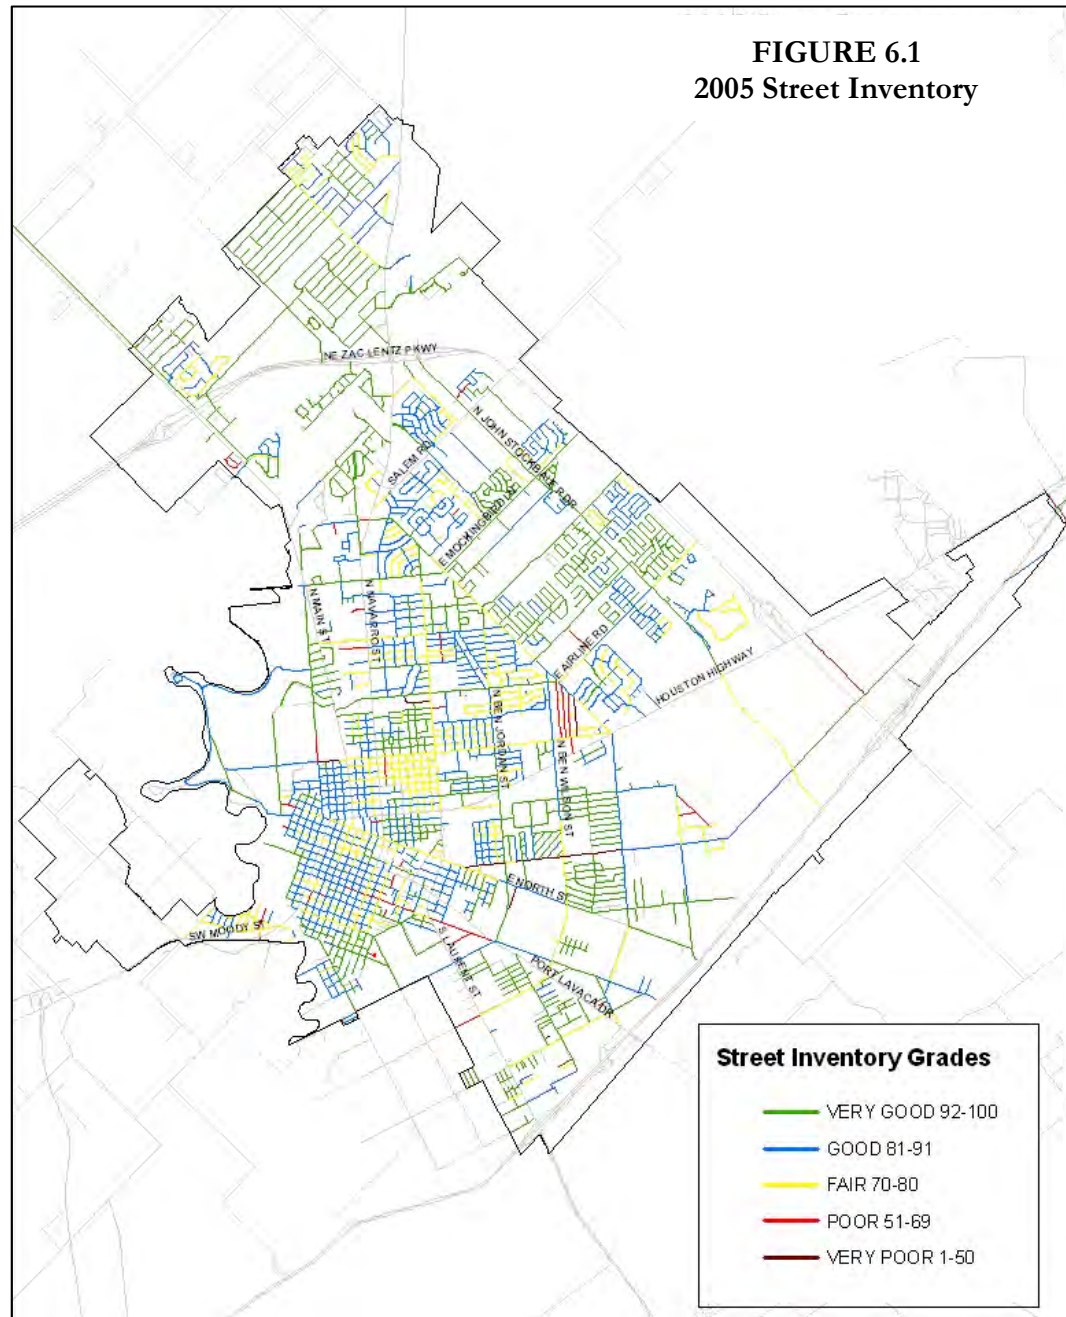 FIGURE 6.1
2005 Street Inventory
NE ZAC LENTZ PKWY
N JOHN STOCKBAUER DR
SALEM RD
E MOCKINGBIRD LN
N MAIN ST
N NAVARRO ST
E AIRLINE RD
HOUSTON HIGHWAY
N BEN JORDAN ST
N BEN WILSON ST
E NORTH ST
SW MOODY ST
S LAURENT ST
PORT LAVACA DR
Street Inventory Grades
VERY GOOD 92-100
GOOD 81-91
FAIR 70-80
POOR 51-69
VERY POOR 1-50